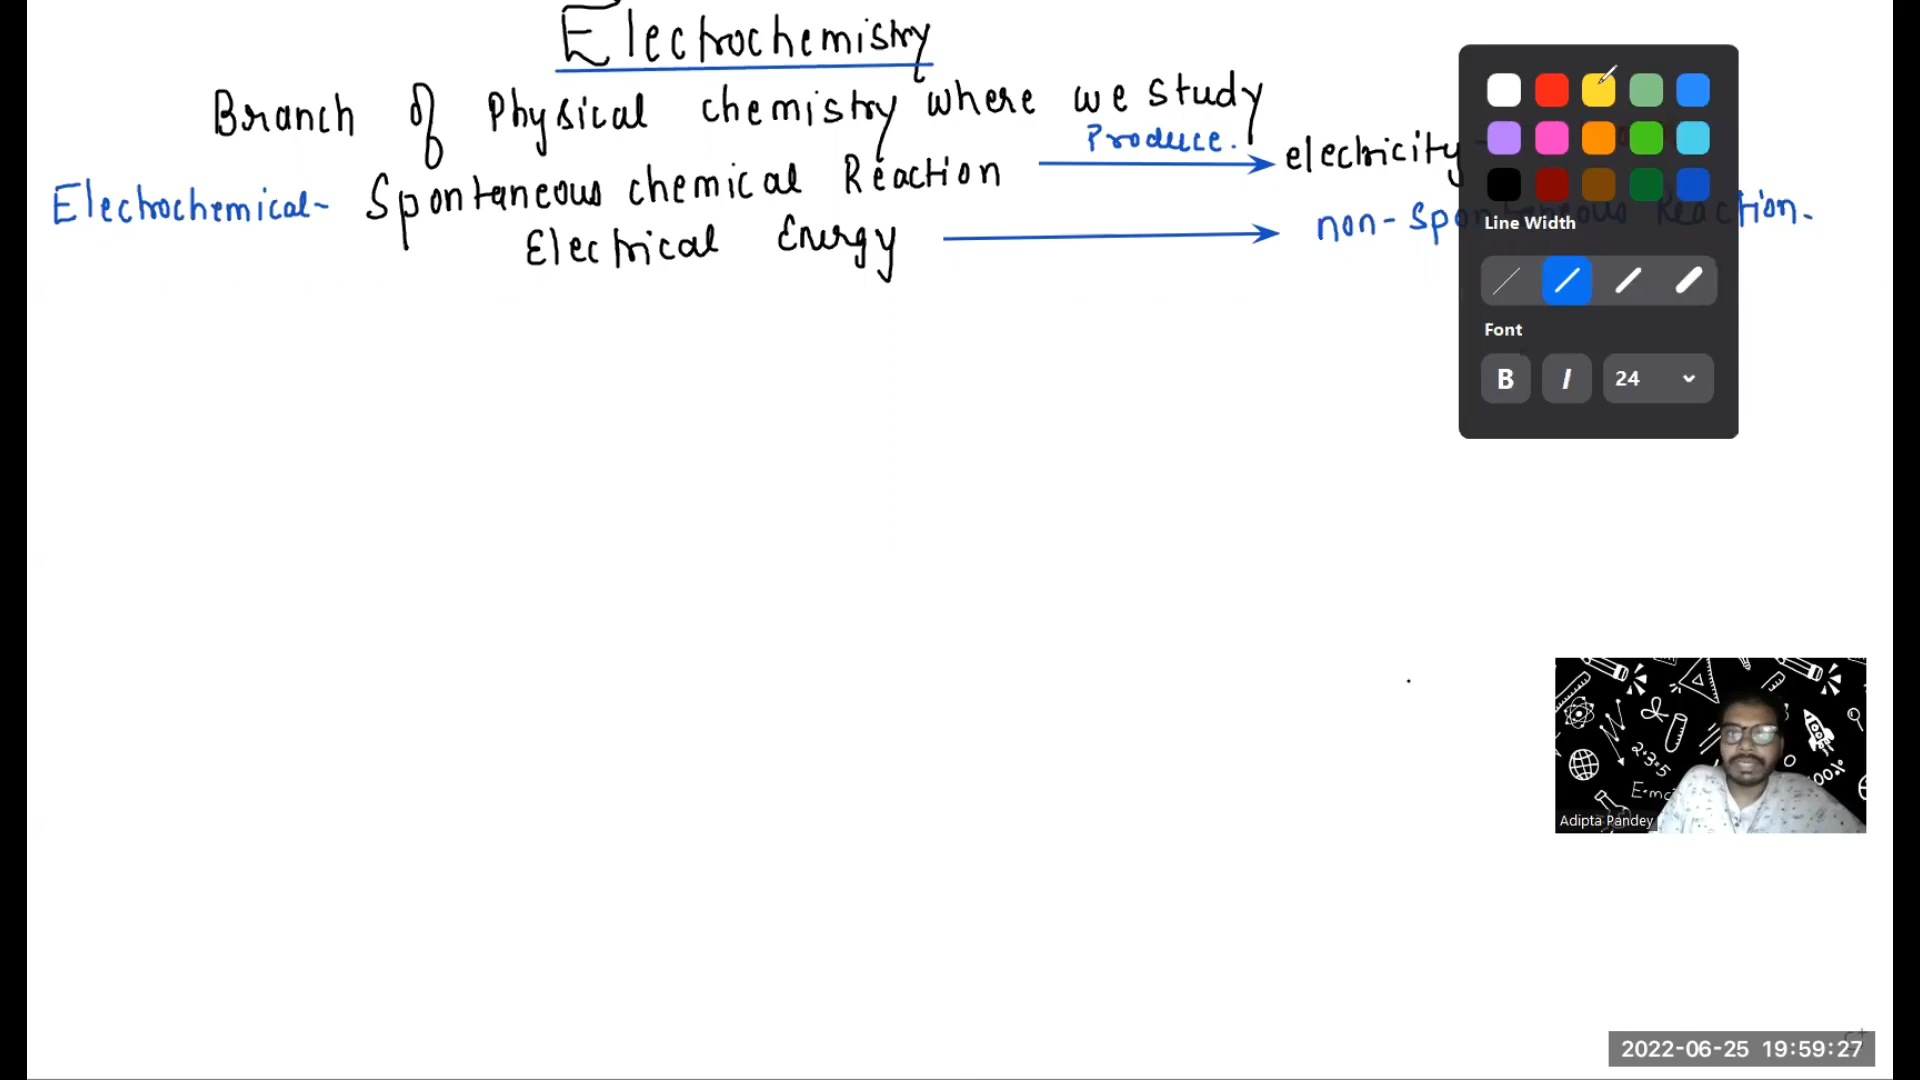 Electrochemistry
Branch of Physical chemistry where we study
Produce.
Electrochemical- Spontaneous chemical Reaction electricity
Electrical Energy non-Spontaneous Reaction.
Line Width
Font
B I 24
Adipta Pandey
2022-06-25 19:59:27